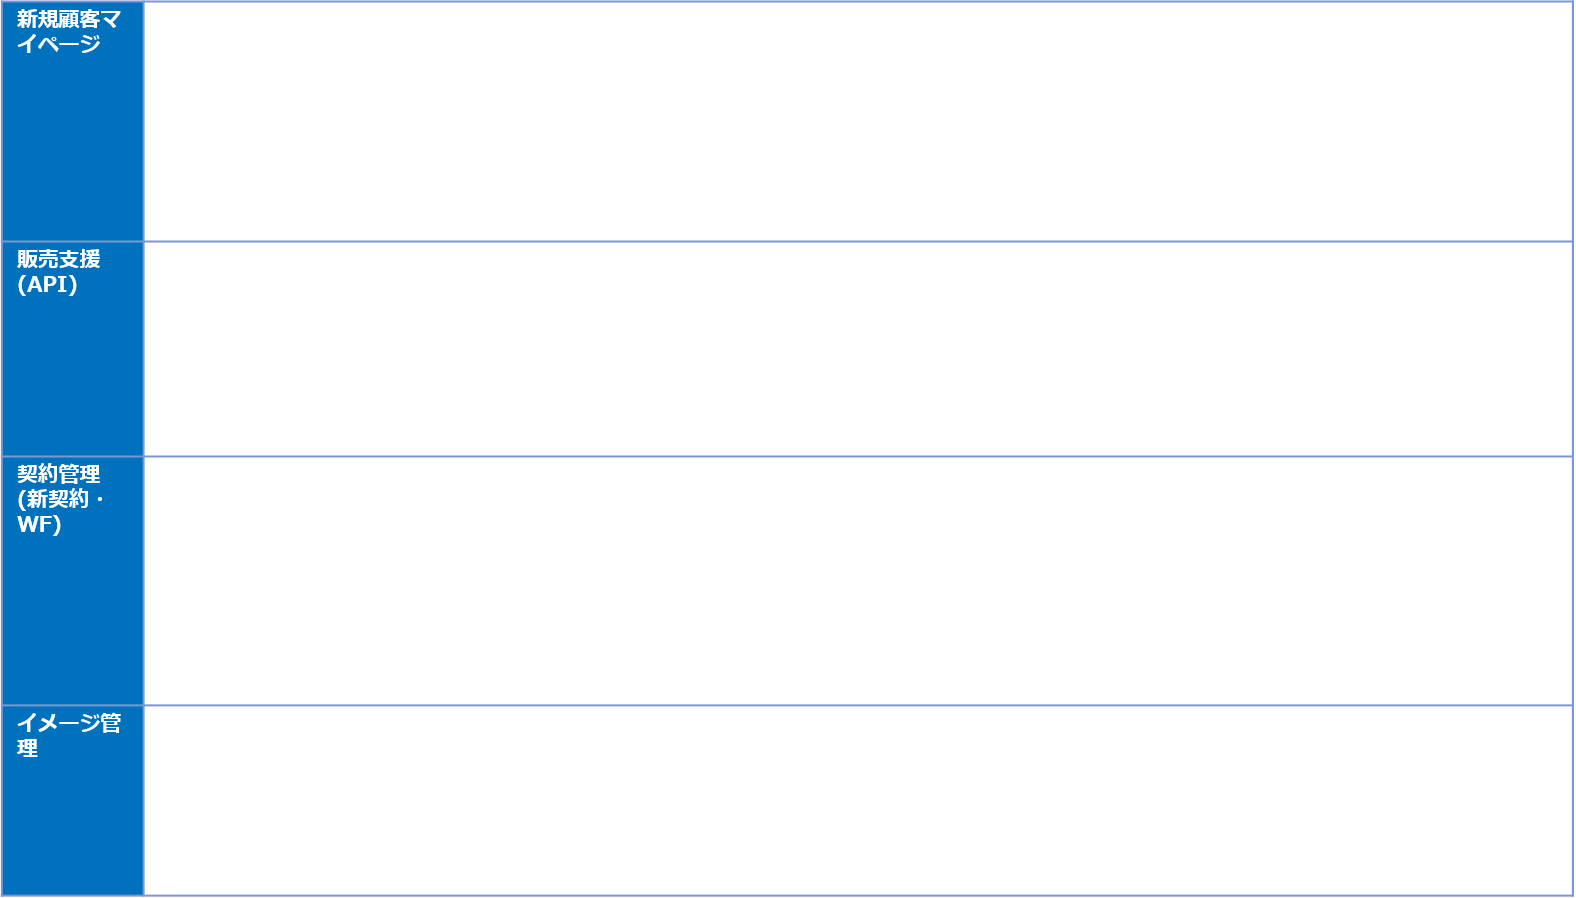 新規顧客マ
イページ
販売支援
(API)
契約管理
(新契約・
WF)
イメージ管
理